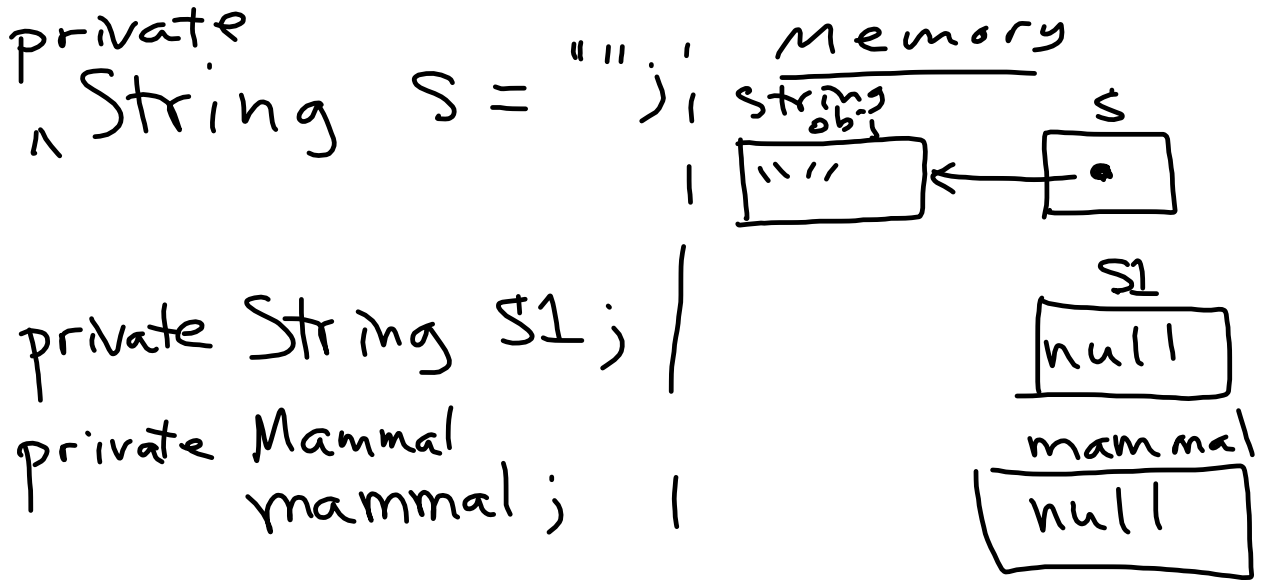 private
String s = "";
private String S1;
private Mammal
mammal;
Memory
string
obj
""
s
S1
null
mammal
null